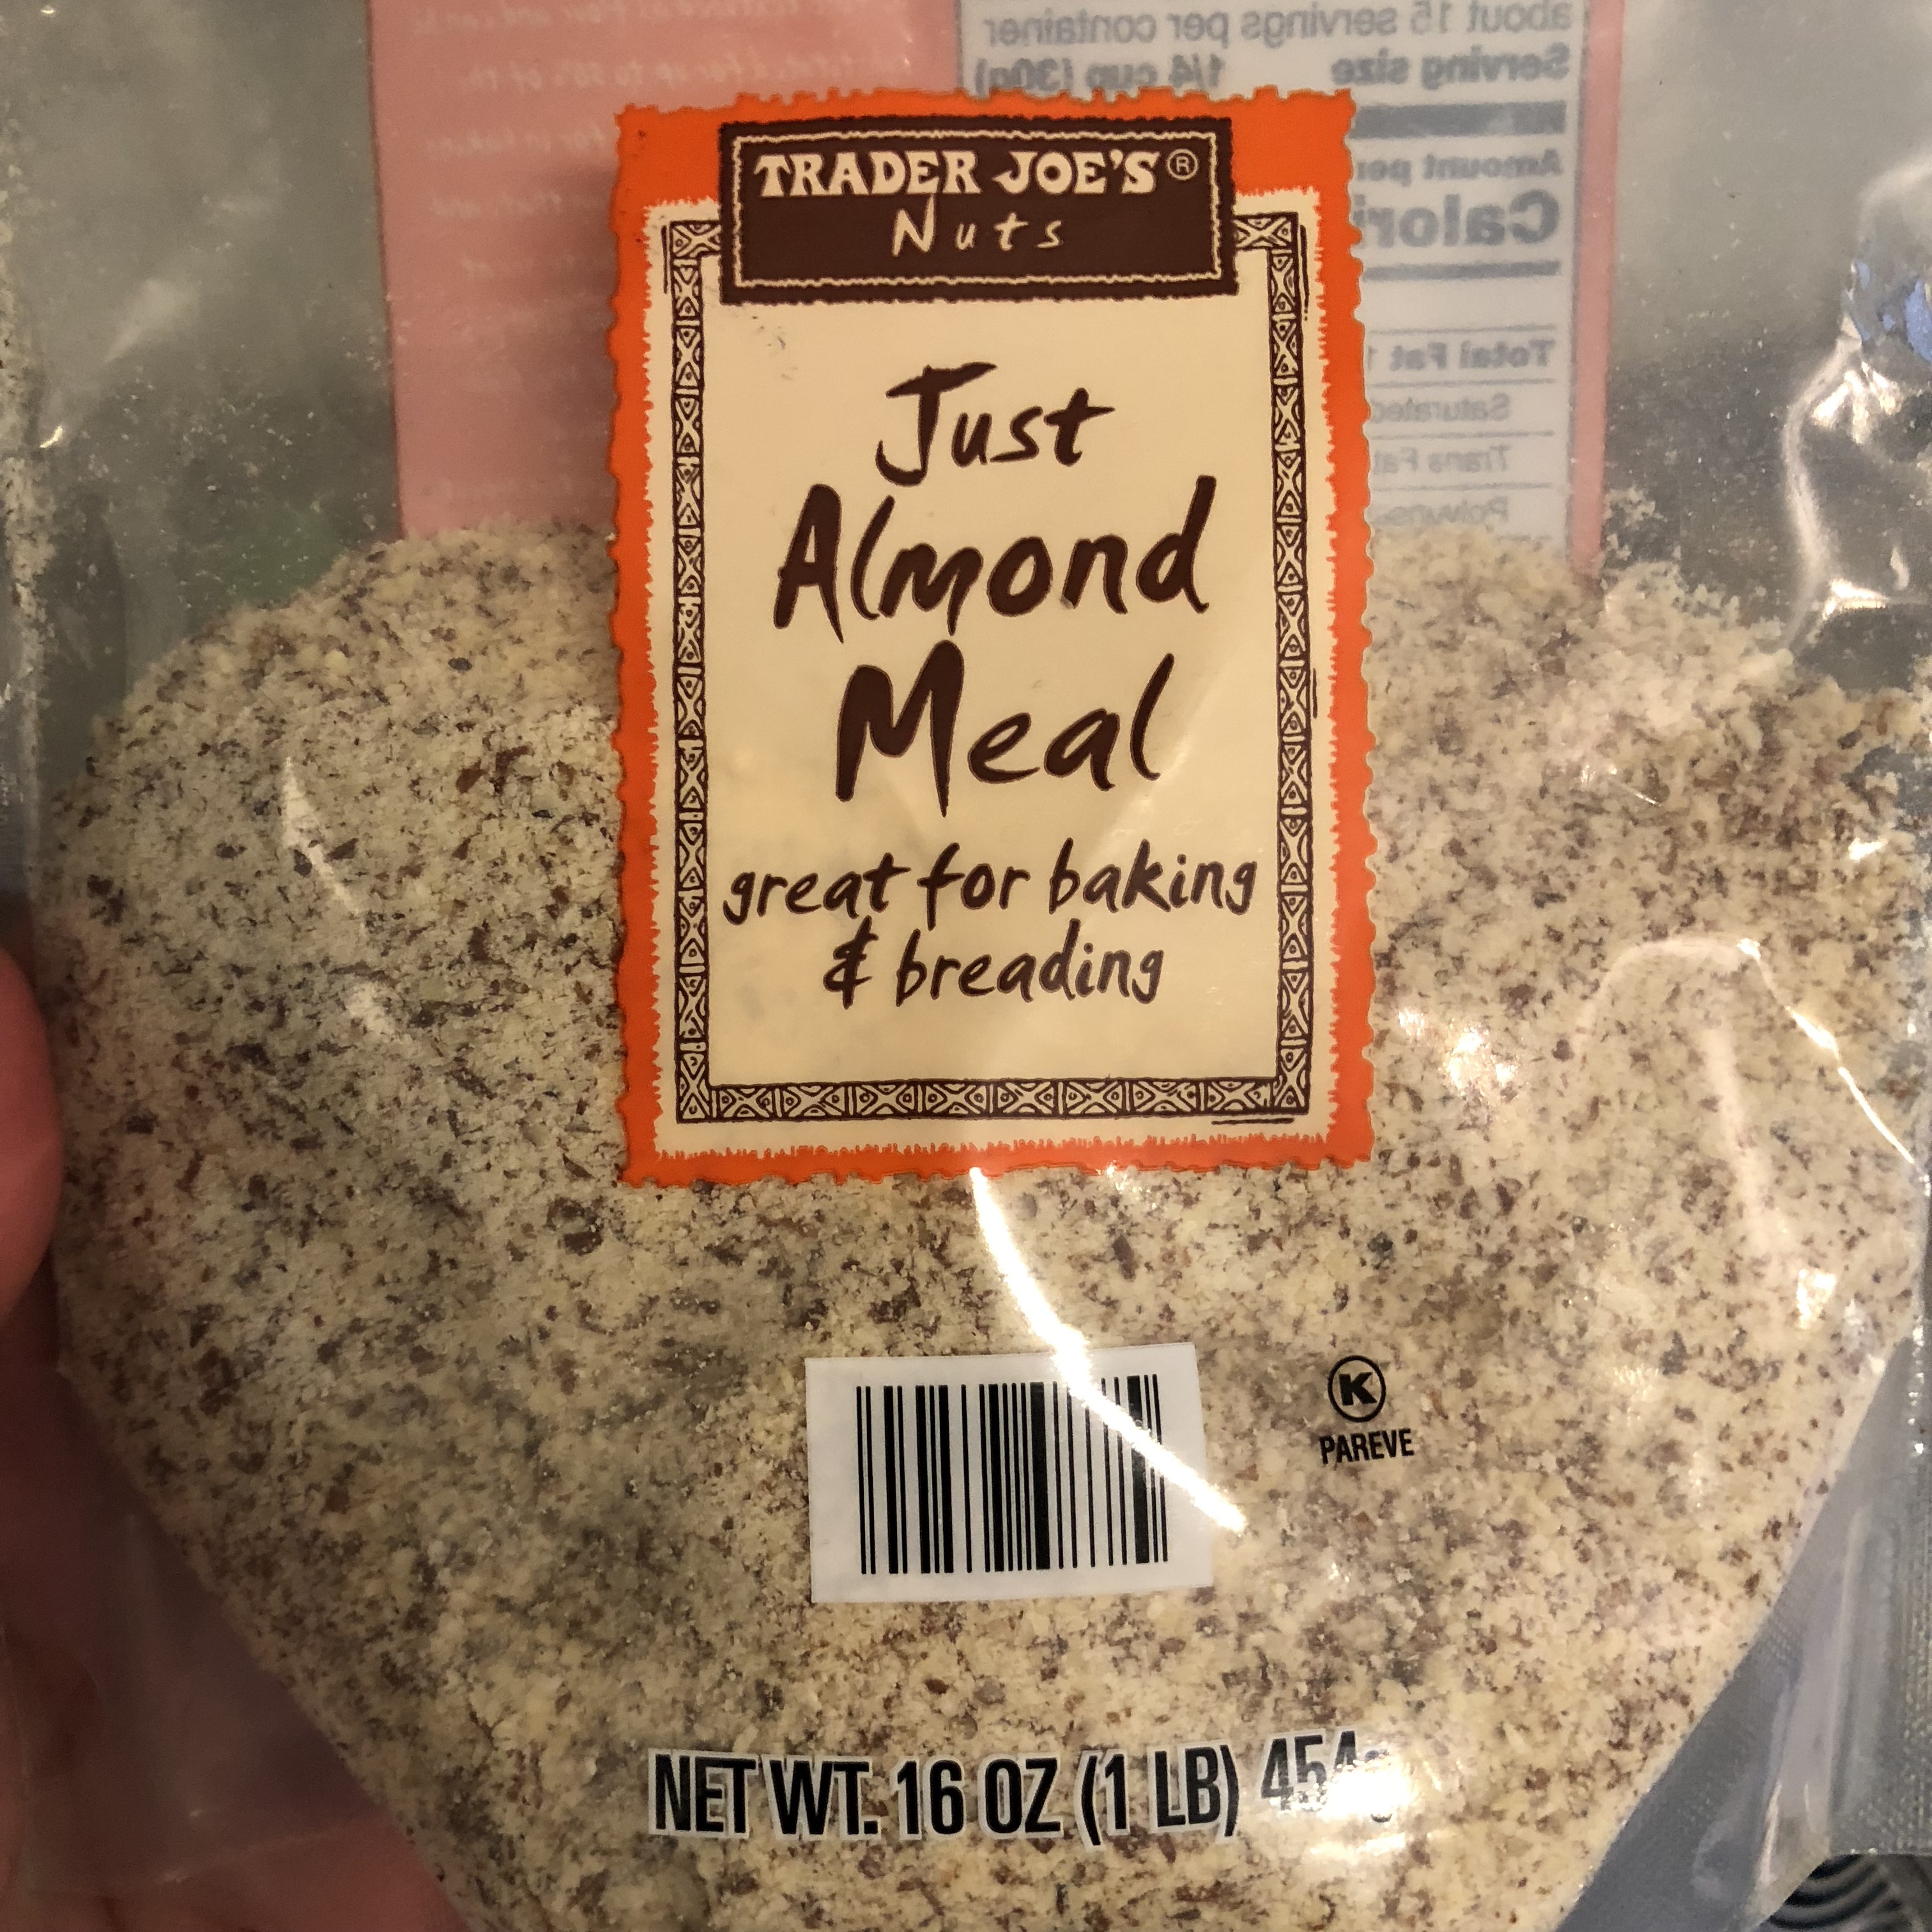 about 15 servings per container
Serving size 1/4 cup (30g)
Amount per
Calori
Total Fat
Saturated
Trans Fat
TRADER JOE'S®
Nuts
Just
Almond
Meal
great for baking
& breading
K
PAREVE
NET WT. 16 OZ (1 LB) 454g